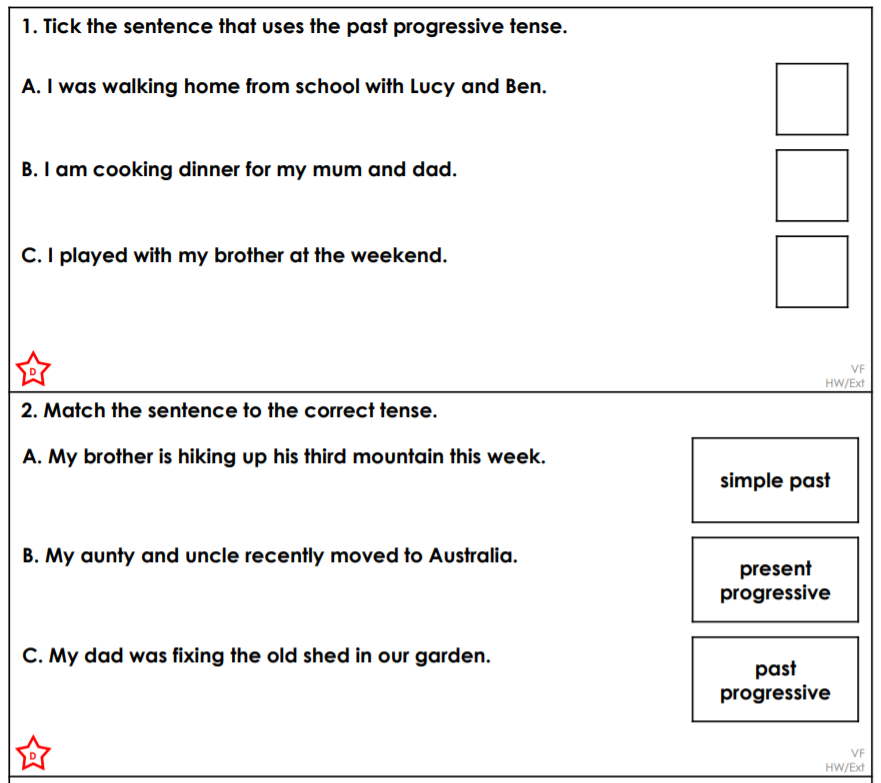 1. Tick the sentence that uses the past progressive tense.
A. I was walking home from school with Lucy and Ben.
B. I am cooking dinner for my mum and dad.
C. I played with my brother at the weekend.
D
VF
HW/Ext
2. Match the sentence to the correct tense.
A. My brother is hiking up his third mountain this week.
simple past
B. My aunty and uncle recently moved to Australia.
present
progressive
C. My dad was fixing the old shed in our garden.
past
progressive
D
VF
HW/Ext